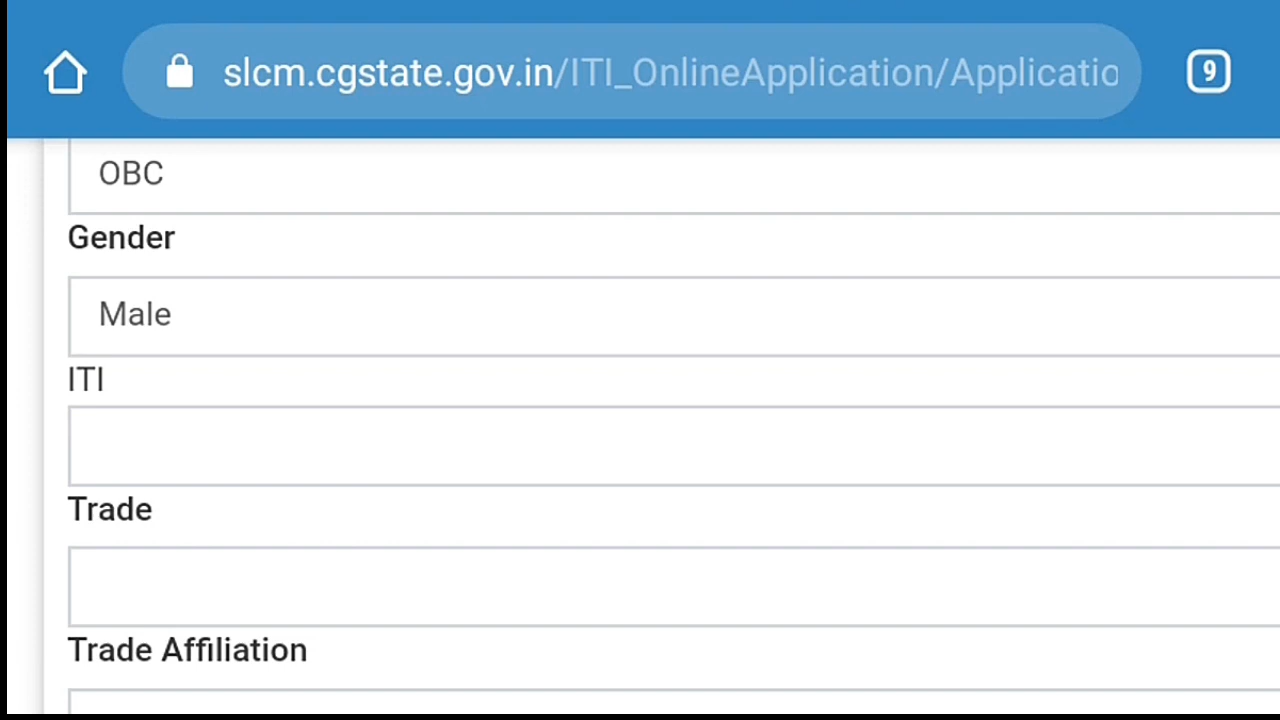 slcm.cgstate.gov.in/ITI_OnlineApplication/Applicatio
9
OBC
Gender
Male
ITI
Trade
Trade Affiliation